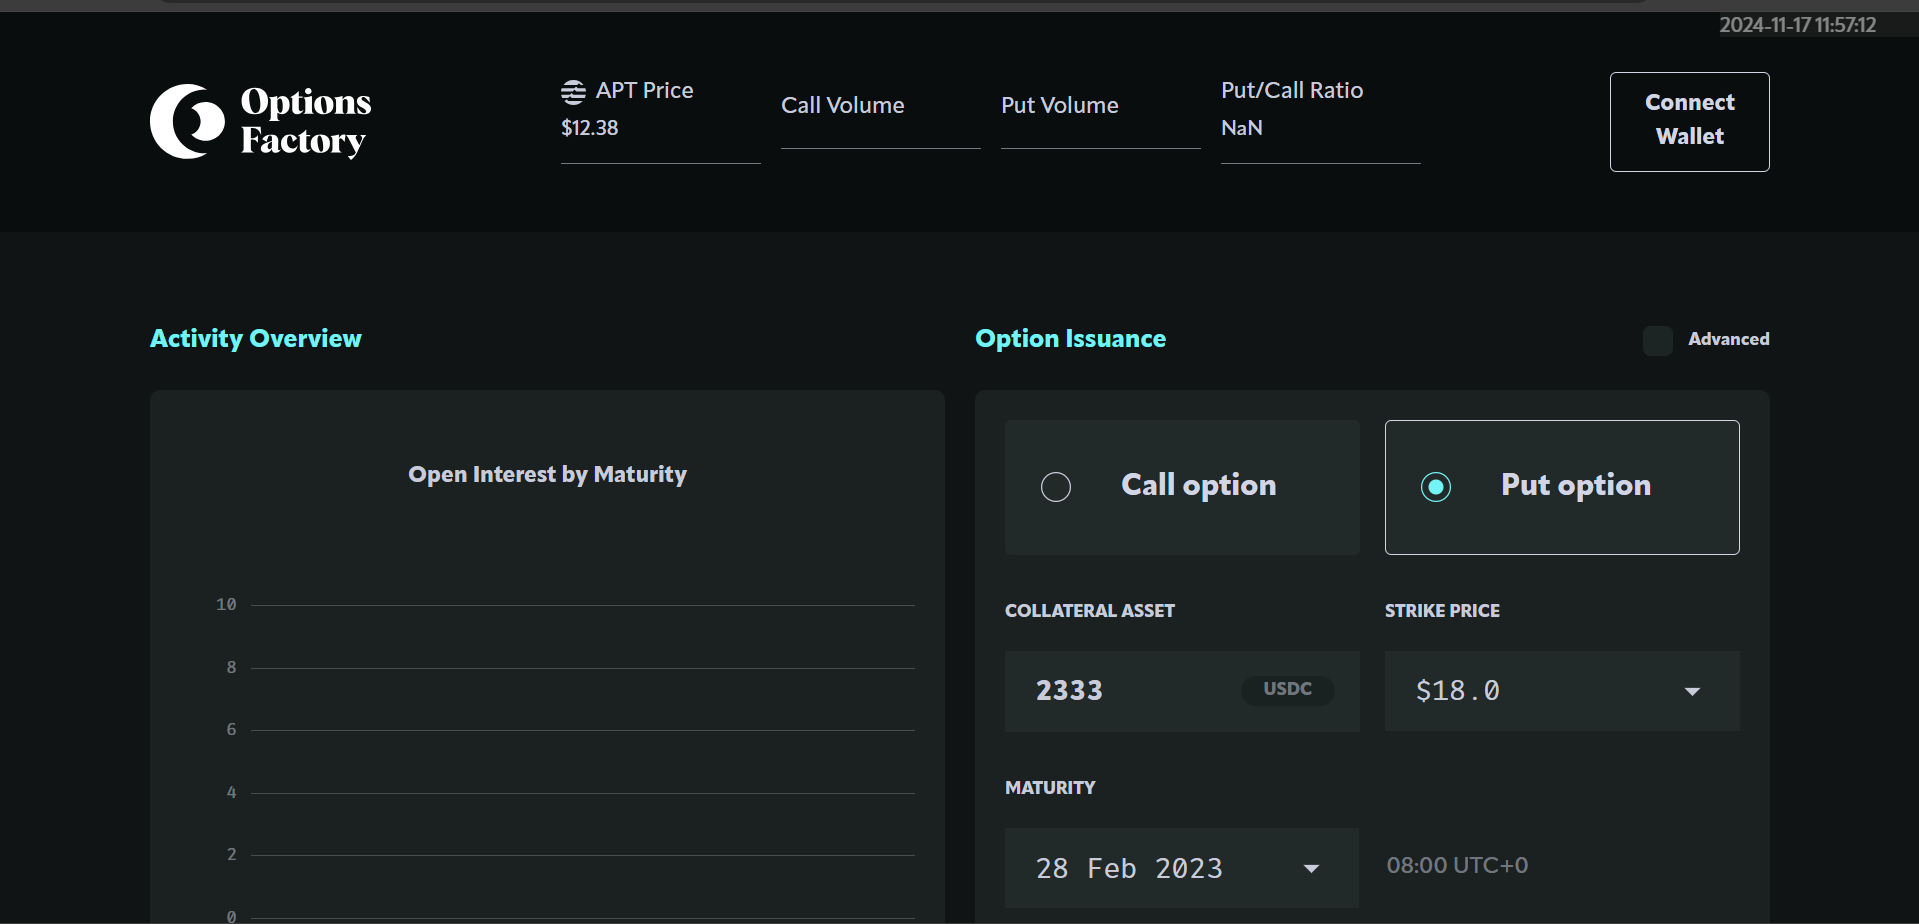 2024-11-17 11:57:12
Options
Factory
APT Price
$12.38
Call Volume
Put Volume
Put/Call Ratio
NaN
Connect
Wallet
Activity Overview
Open Interest by Maturity
10
8
6
4
2
0
Option Issuance
Advanced
Call option
Put option
COLLATERAL ASSET
STRIKE PRICE
2333 USDC
$18.0
MATURITY
28 Feb 2023
08:00 UTC+0